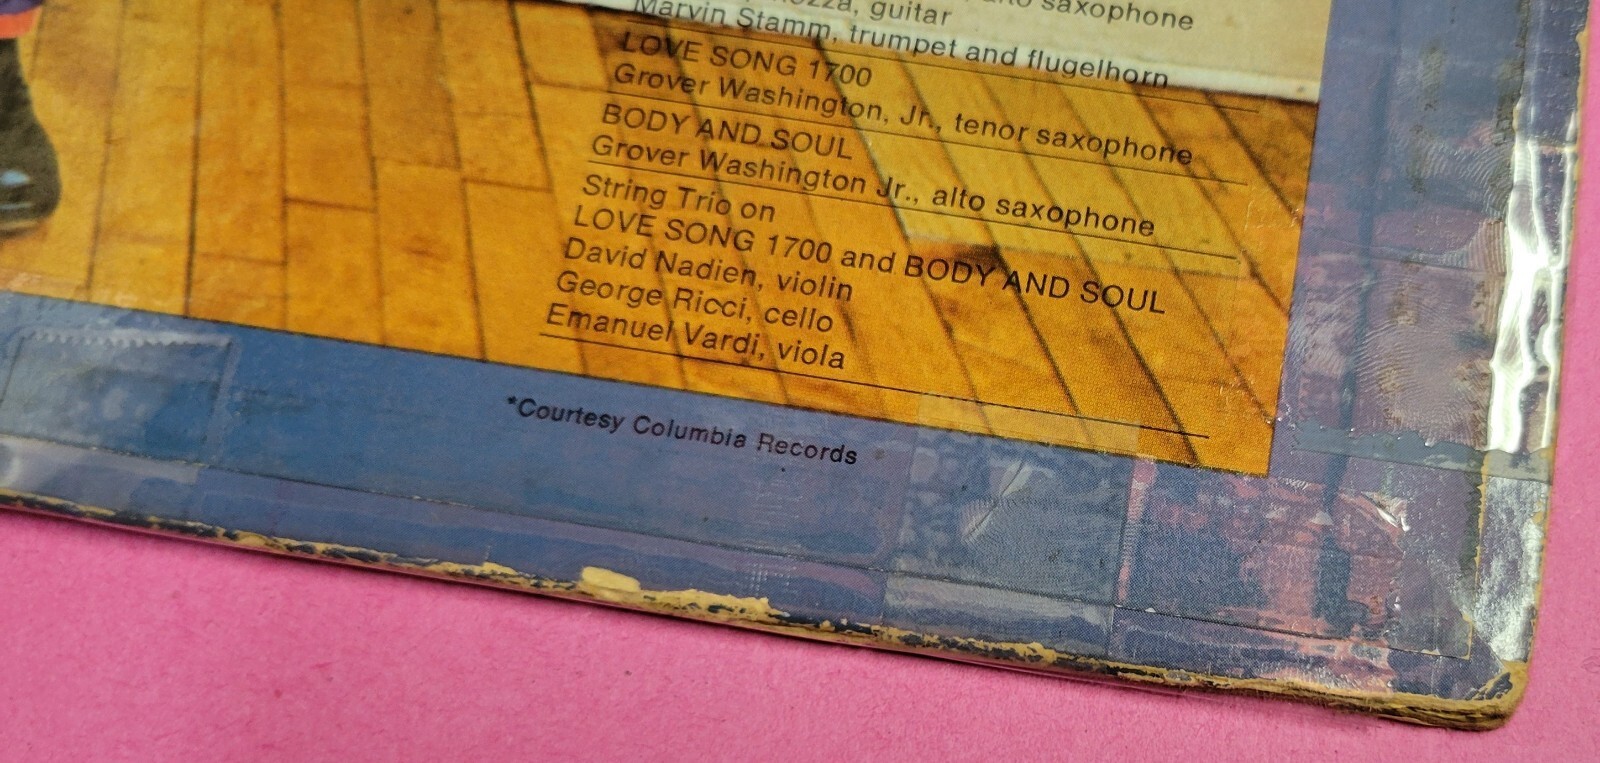 alto saxophone
guitar
Marvin Stamm, trumpet and flugelhorn
LOVE SONG 1700
Grover Washington, Jr., tenor saxophone
BODY AND SOUL
Grover Washington Jr., alto saxophone
String Trio on
LOVE SONG 1700 and BODY AND SOUL
David Nadien, violin
George Ricci, cello
Emanuel Vardi, viola
*Courtesy Columbia Records